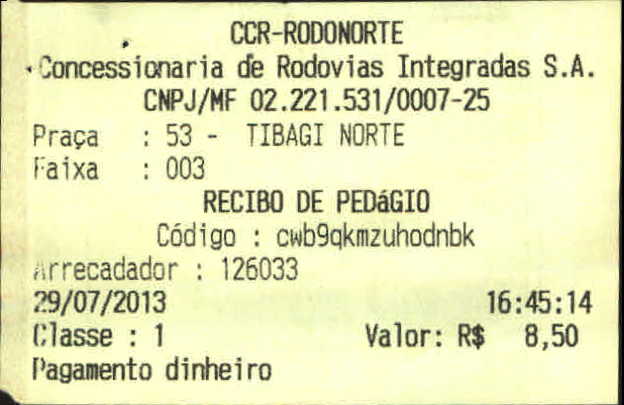 CCR-RODONORTE
Concessionaria de Rodovias Integradas S.A.
CNPJ/MF 02.221.531/0007-25
Praça : 53 - TIBAGI NORTE
Faixa : 003
RECIBO DE PEDáGIO
Código : cwb9qkmzuhodnbk
Arrecadador : 126033
29/07/2013 16:45:14
Classe : 1 Valor: R$ 8,50
Pagamento dinheiro